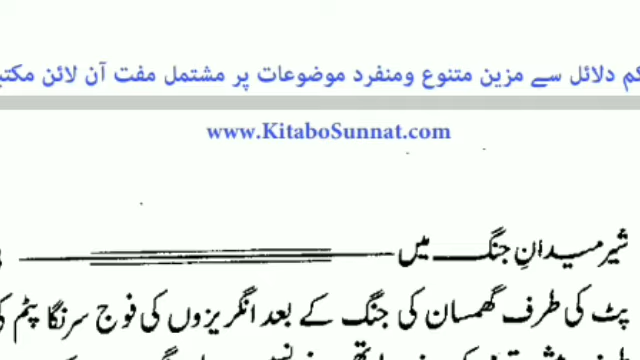 کم دلائل سے مزین متنوع ومنفرد موضوعات پر مشتمل مفت آن لائن مکتب
www.KitaboSunnat.com
شیر میدانِ جنگ میں
پٹ کی طرف گھمسان کی جنگ کے بعد انگریزوں کی فوج سرنگا پٹم کی